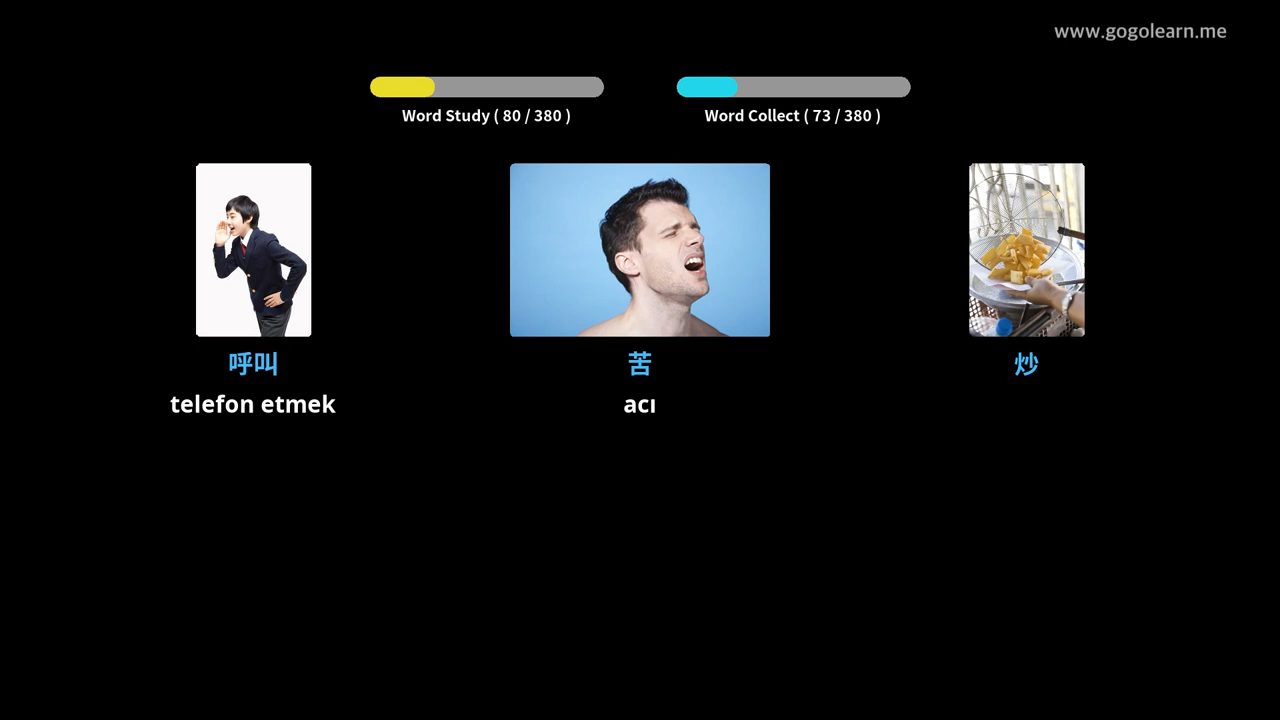 www.gogolearn.me
Word Study ( 80 / 380 )
Word Collect ( 73 / 380 )
呼叫
苦
炒
telefon etmek
acı